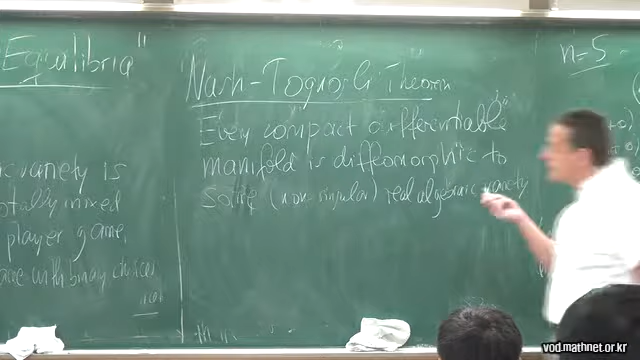 Equilibria"
variety is
totally mixed
player game,
with binary choices
Nash-Tognoli Theorem
Every compact differentiable
manifold is diffeomorphic to
some (non-singular) real algebraic variety
n=5
vod.mathnet.or.kr